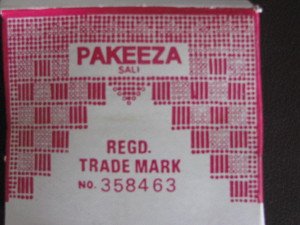 PAKEEZA
SALI
REGD.
TRADE MARK
NO. 358463